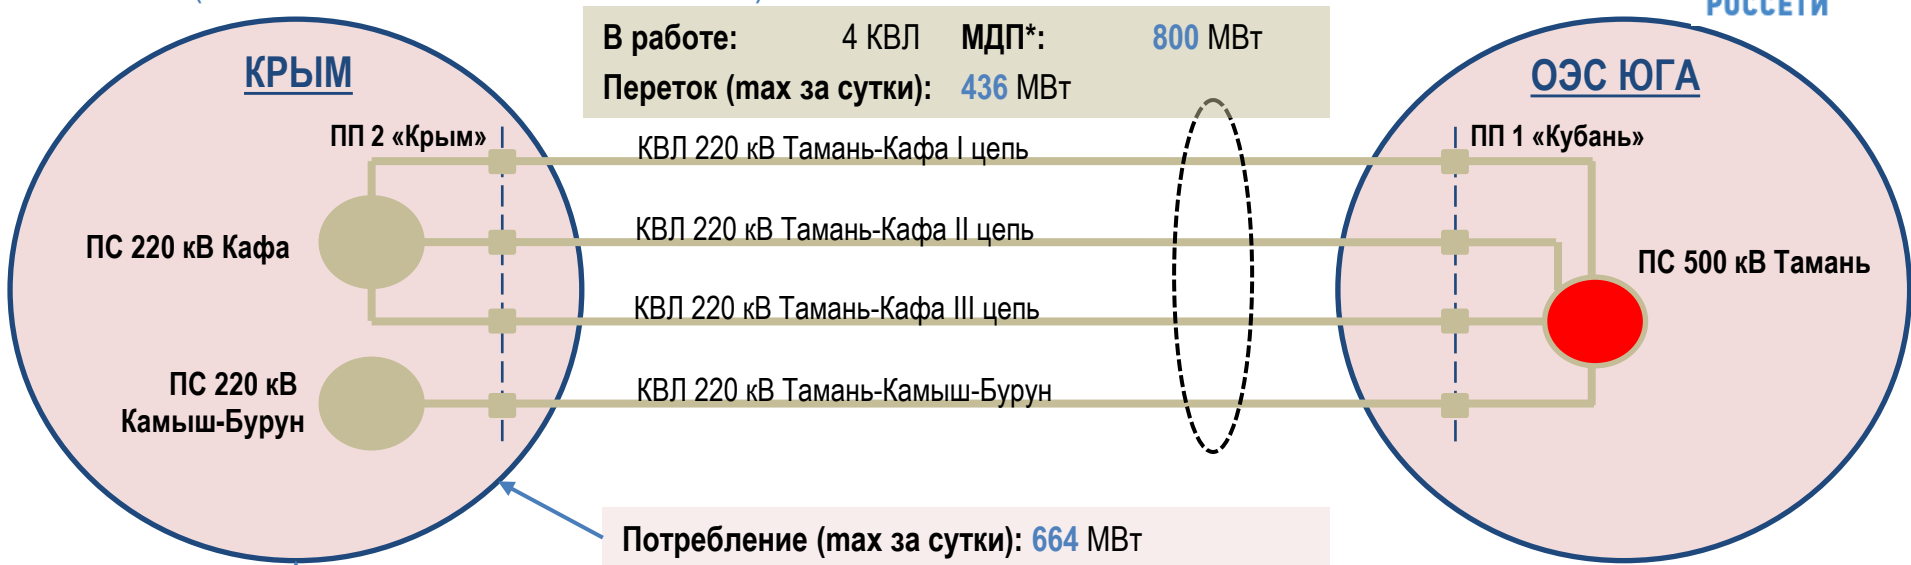 РОССЕТИ
В работе: 4 КВЛ МДП*: 800 МВт
Переток (max за сутки): 436 МВт
КРЫМ
ОЭС ЮГА
ПП 2 «Крым»
ПП 1 «Кубань»
КВЛ 220 кВ Тамань-Кафа I цепь
КВЛ 220 кВ Тамань-Кафа II цепь
ПС 220 кВ Кафа
ПС 500 кВ Тамань
КВЛ 220 кВ Тамань-Кафа III цепь
ПС 220 кВ
Камыш-Бурун
КВЛ 220 кВ Тамань-Камыш-Бурун
Потребление (max за сутки): 664 МВт